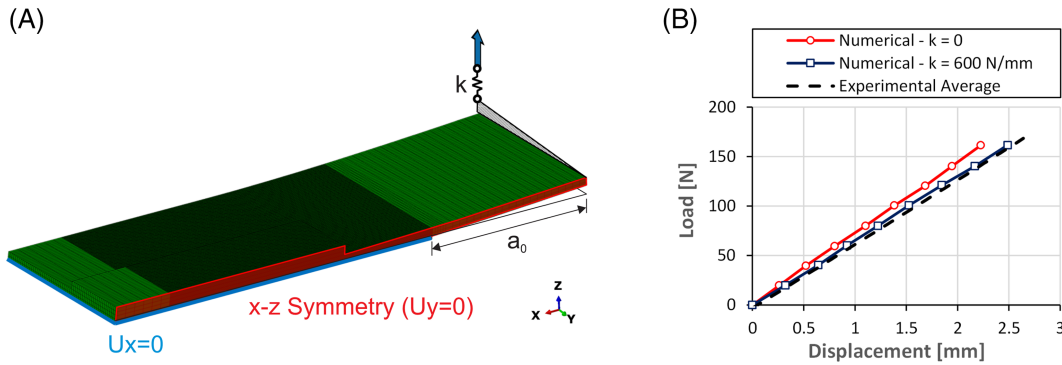 (A)
k
a0
x-z Symmetry (Uy=0)
Ux=0
z
x
Y
(B)
Numerical - k = 0
Numerical - k = 600 N/mm
Experimental Average
200
150
100
50
0
Load [N]
0 0.5 1 1.5 2 2.5 3
Displacement [mm]